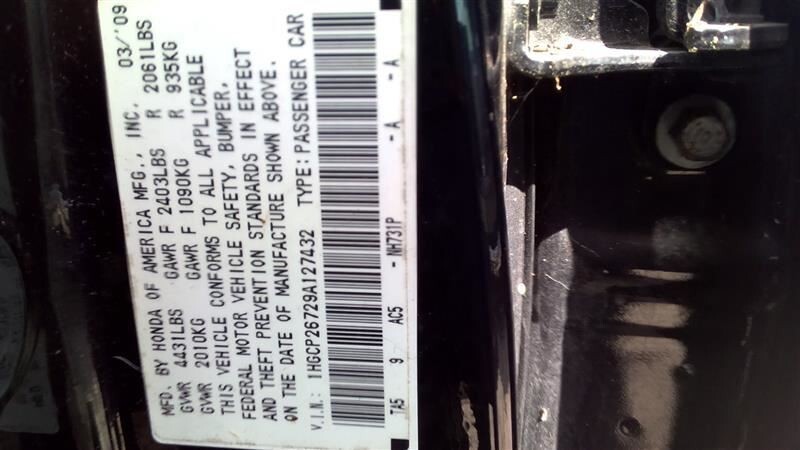 MFD. BY HONDA OF AMERICA MFG., INC. 03/'09
GVWR 4431LBS GAWR F 2403LBS R 2061LBS
GVWR 2010KG GAWR F 1090KG R 935KG
THIS VEHICLE CONFORMS TO ALL APPLICABLE
FEDERAL MOTOR VEHICLE SAFETY, BUMPER,
AND THEFT PREVENTION STANDARDS IN EFFECT
ON THE DATE OF MANUFACTURE SHOWN ABOVE.
V.I.N.: 1HGCP26729A127432 TYPE:PASSENGER CAR
TA5 9 AC5 -NH731P -A -A